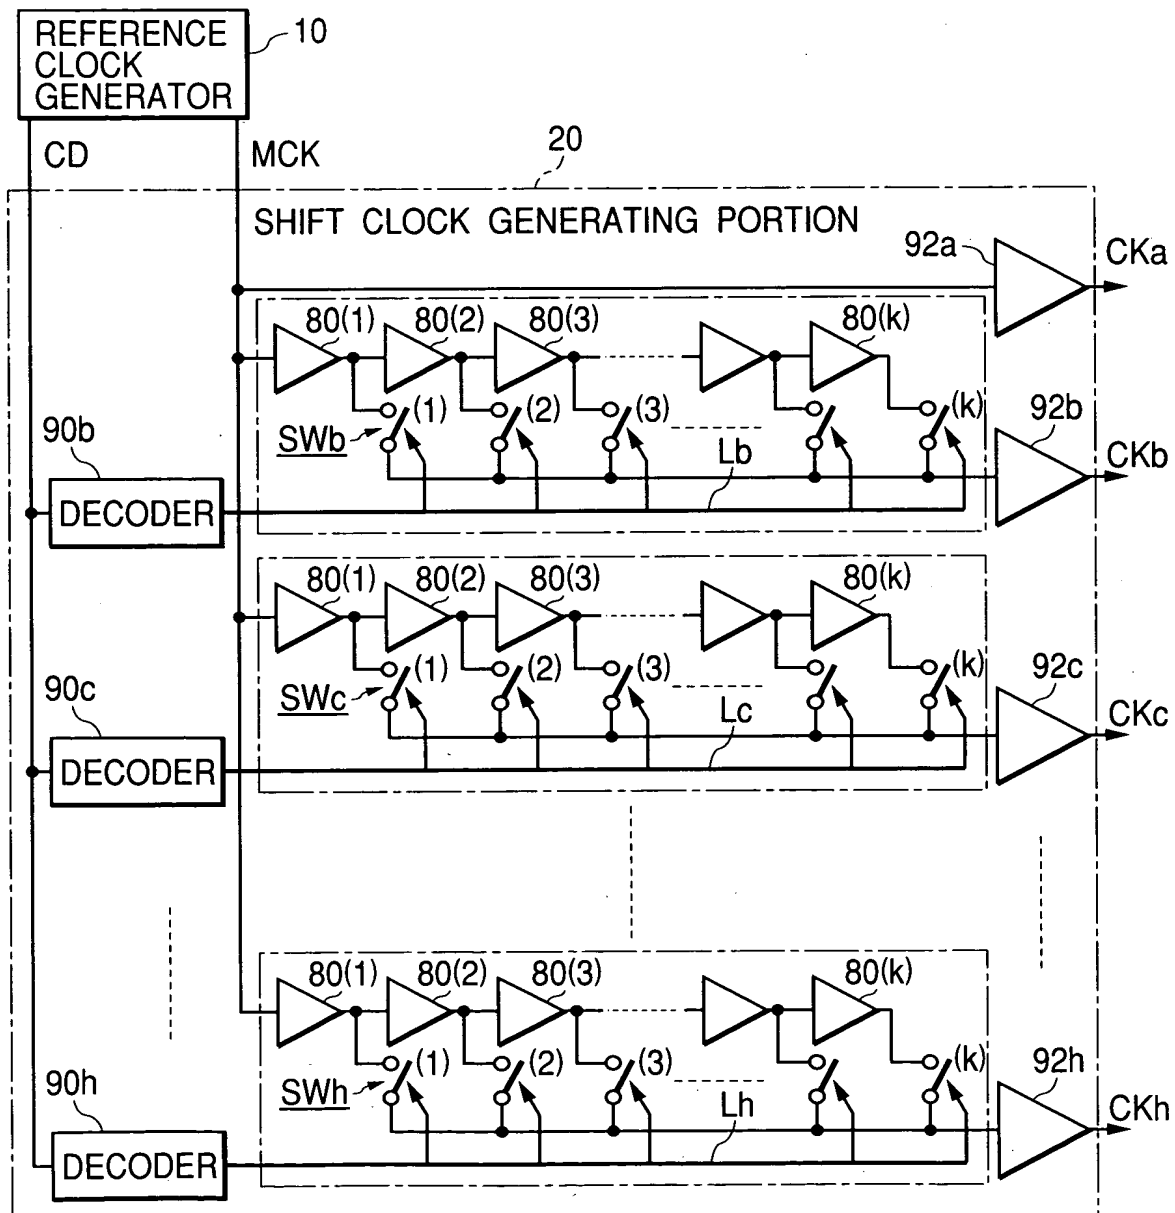 REFERENCE
CLOCK
GENERATOR
10
CD
MCK
20
SHIFT CLOCK GENERATING PORTION
92a
CKa
80(1)
80(2)
80(3)
80(k)
(1)
(2)
(3)
(k)
SWb
92b
CKb
90b
Lb
DECODER
80(1)
80(2)
80(3)
80(k)
(1)
(2)
(3)
(k)
SWc
92c
CKc
90c
Lc
DECODER
80(1)
80(2)
80(3)
80(k)
(1)
(2)
(3)
(k)
SWh
92h
CKh
90h
Lh
DECODER